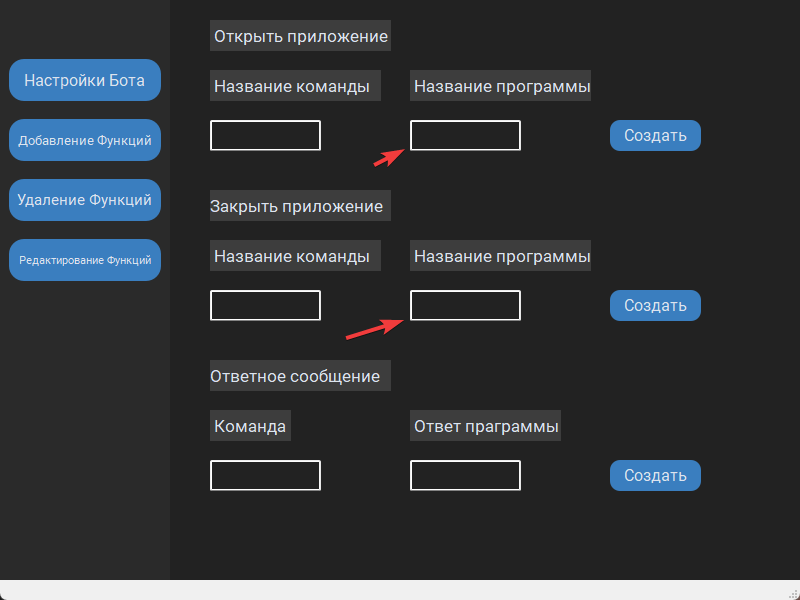 Настройки Бота
Добавление Функций
Удаление Функций
Редактирование Функций
Открыть приложение
Название команды
Название программы
Создать
Закрыть приложение
Название команды
Название программы
Создать
Ответное сообщение
Команда
Ответ праграммы
Создать